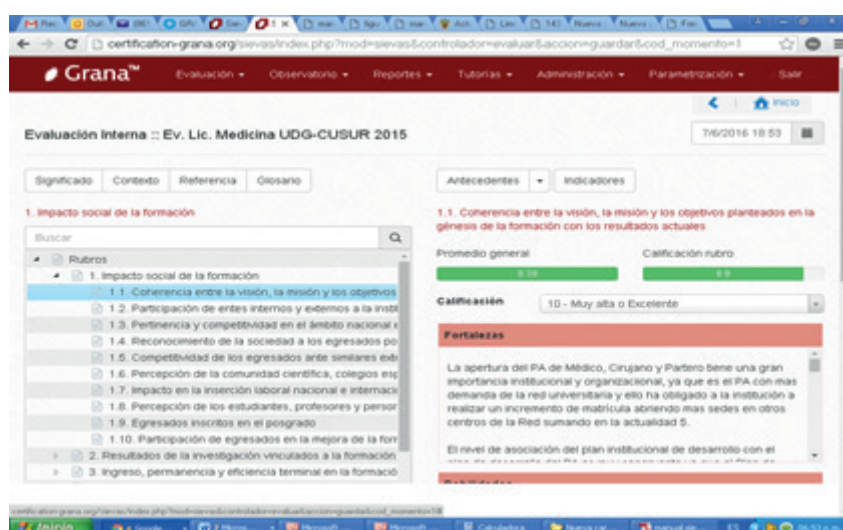 certification-grana.org/sievas/index.php?mod=sievas&controlador=evaluar&accion=guardar&cod_momento=1
Grana™
Evaluación
Observatorio
Reportes
Tutorías
Administración
Parametrización
Salir
Inicio
Evaluación Interna :: Ev. Lic. Medicina UDG-CUSUR 2015
7/6/2016 18:53
Significado
Contexto
Referencia
Glosario
1. Impacto social de la formación
Buscar
Rubros
1. Impacto social de la formación
1.1. Coherencia entre la visión, la misión y los objetivos
1.2. Participación de entes internos y externos a la instit
1.3. Pertinencia y competitividad en el ámbito nacional e
1.4. Reconocimiento de la sociedad a los egresados po
1.5. Competitividad de los egresados ante similares
1.6. Percepción de la comunidad científica, colegios
1.7. Impacto en la inserción laboral nacional e
1.8. Percepción de los estudiantes, profesores y
1.9. Egresados inscritos en el posgrado
1.10. Participación de egresados en la mejora de la
2. Resultados de la investigación vinculados a la formación
3. Ingreso, permanencia y eficiencia terminal en la formació
Antecedentes
Indicadores
1.1. Coherencia entre la visión, la misión y los objetivos planteados en la
génesis de la formación con los resultados actuales
Promedio general
Calificación rubro
Calificación
10 - Muy alta o Excelente
Fortalezas
La apertura del PA de Médico, Cirujano y Partero tiene una gran
importancia institucional y organizacional, ya que es el PA con mas
demanda de la red universitaria y ello ha obligado a la institución a
realizar un incremento de matrícula abriendo mas sedes en otros
centros de la Red sumando en la actualidad 5.
El nivel de asociación del plan institucional de desarrollo con el
Inicio
Calculadora